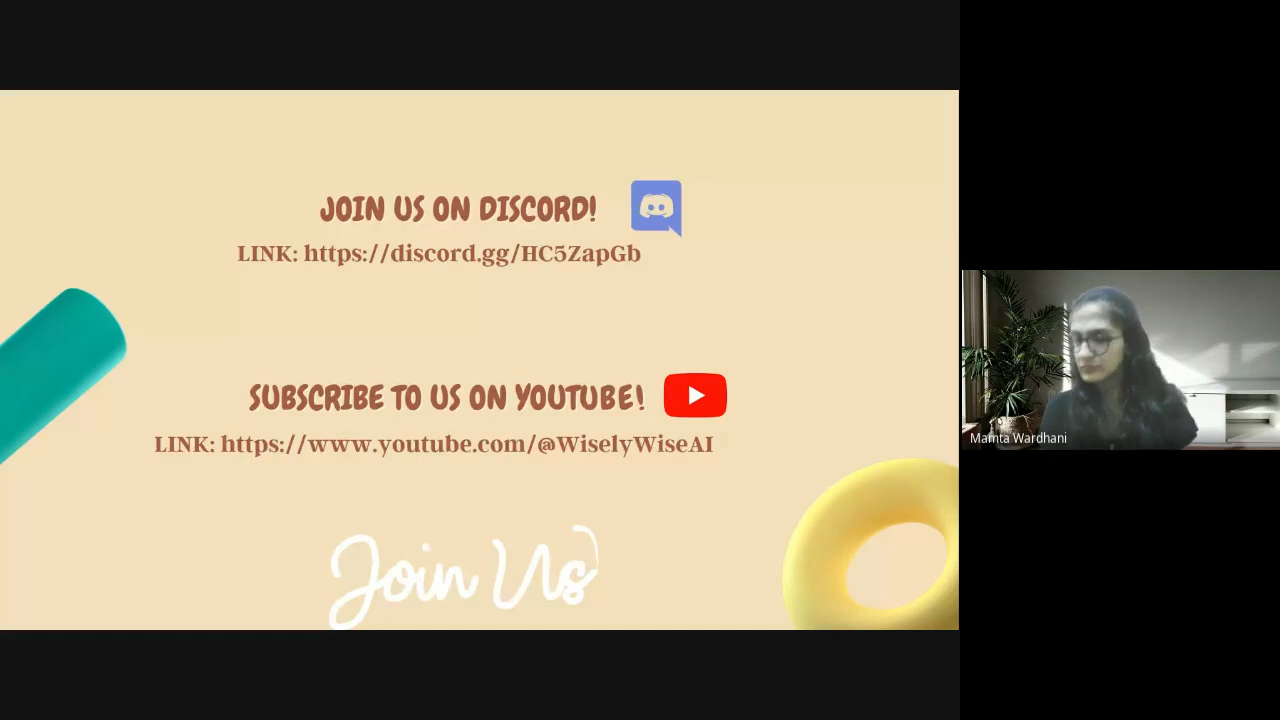 JOIN US ON DISCORD!
LINK: https://discord.gg/HC5ZapGb
SUBSCRIBE TO US ON YOUTUBE!
LINK: https://www.youtube.com/@WiselyWiseAI
Join Us
Mamta Wardhani